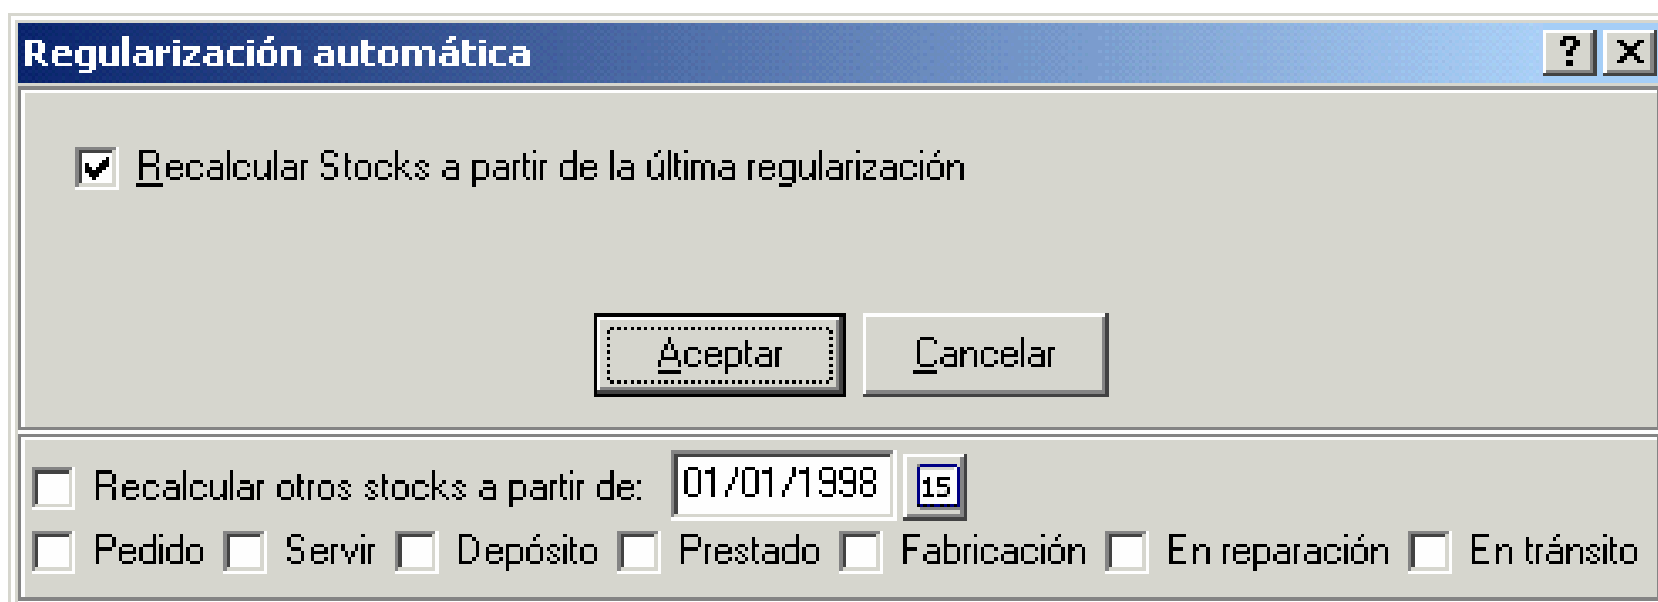 Regularización automática
Recalcular Stocks a partir de la última regularización
Aceptar Cancelar
Recalcular otros stocks a partir de: 01/01/1998 15
Pedido Servir Depósito Prestado Fabricación En reparación En tránsito